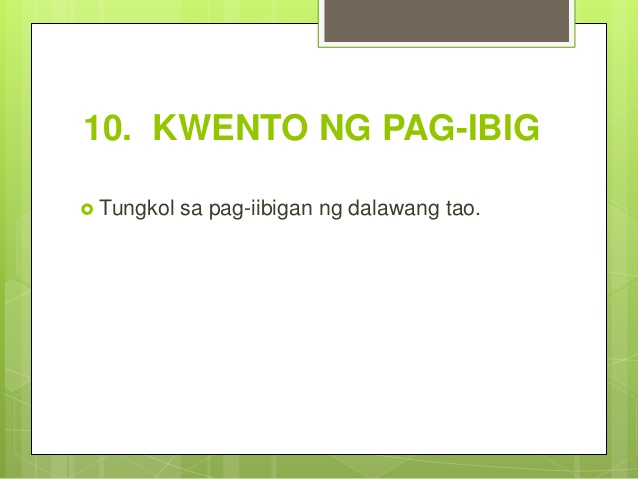 10. KWENTO NG PAG-IBIG
Tungkol sa pag-iibigan ng dalawang tao.